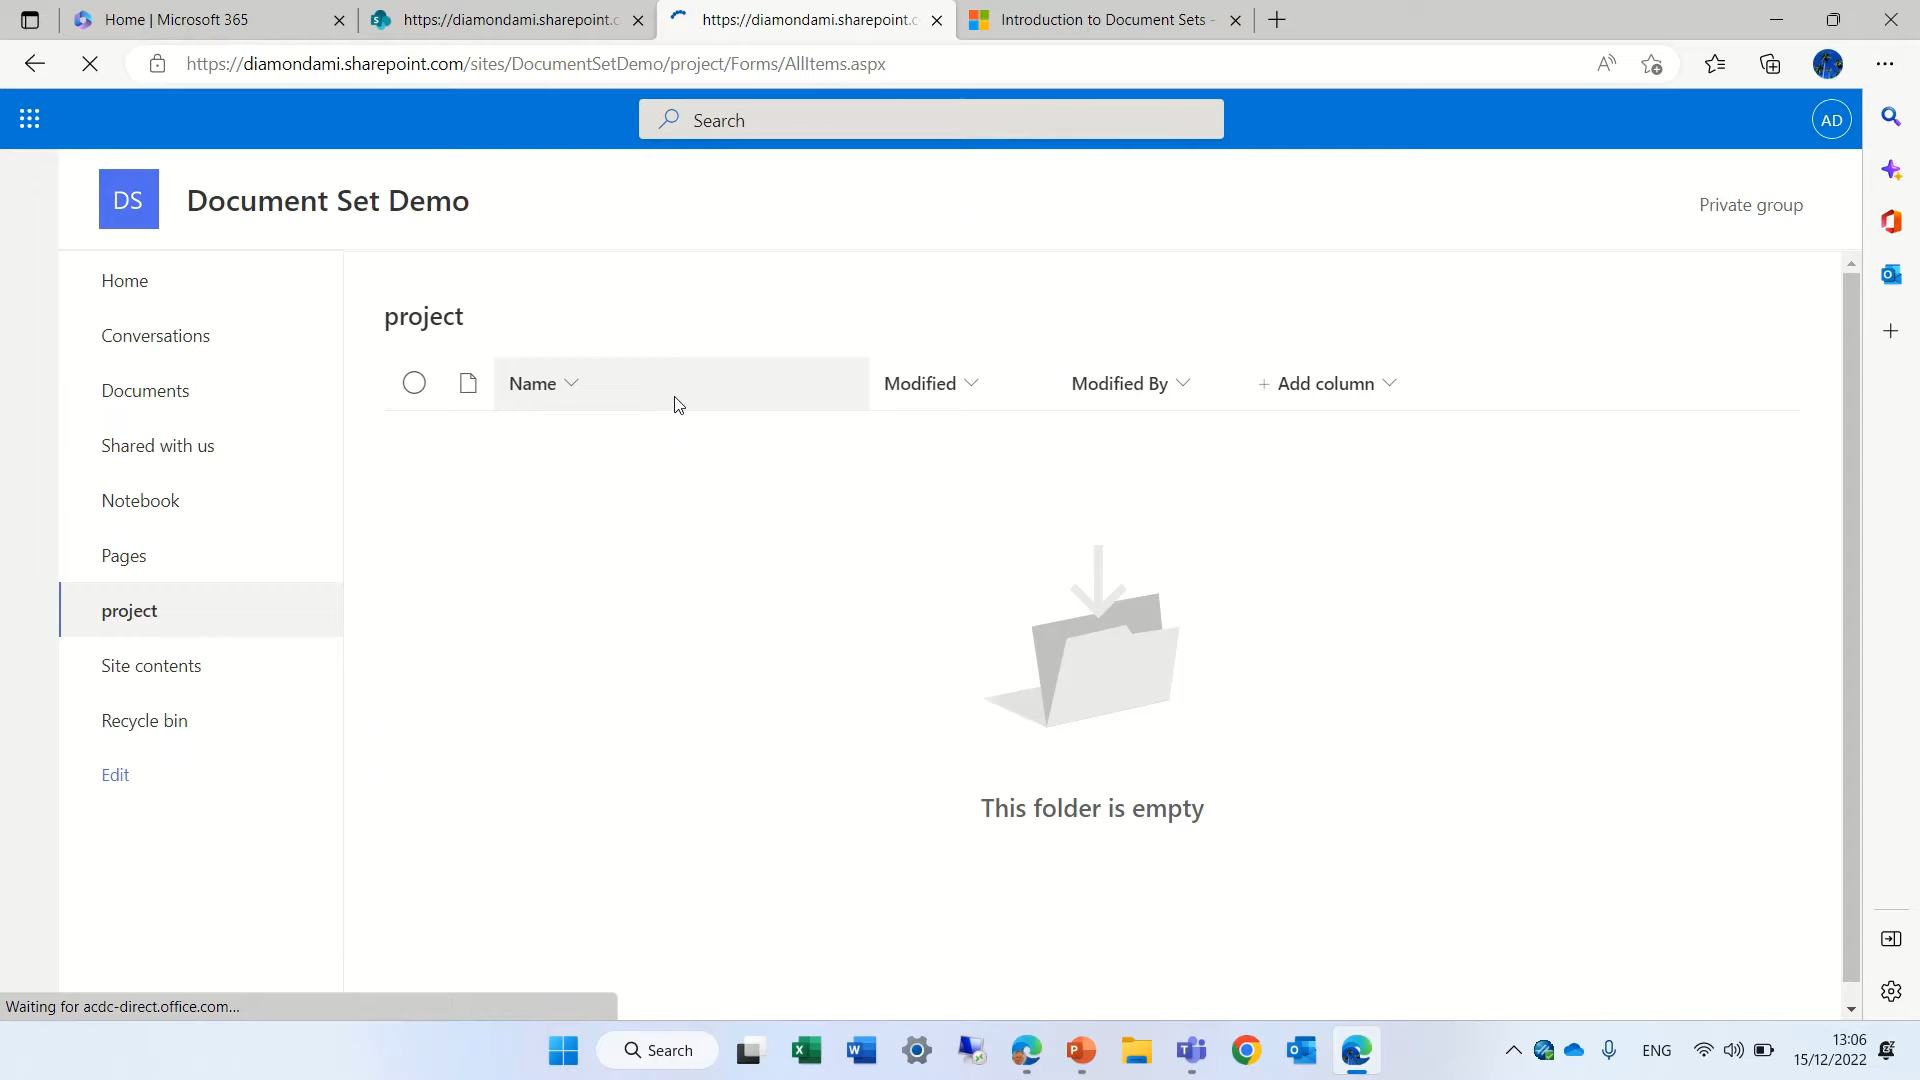 Home | Microsoft 365
https://diamondami.sharepoint.c
https://diamondami.sharepoint.c
Introduction to Document Sets -
https://diamondami.sharepoint.com/sites/DocumentSetDemo/project/Forms/AllItems.aspx
Search
AD
DS
Document Set Demo
Private group
Home
Conversations
Documents
Shared with us
Notebook
Pages
project
Site contents
Recycle bin
Edit
project
Name
Modified
Modified By
Add column
This folder is empty
Waiting for acdc-direct.office.com...
Search
ENG
13:06
15/12/2022